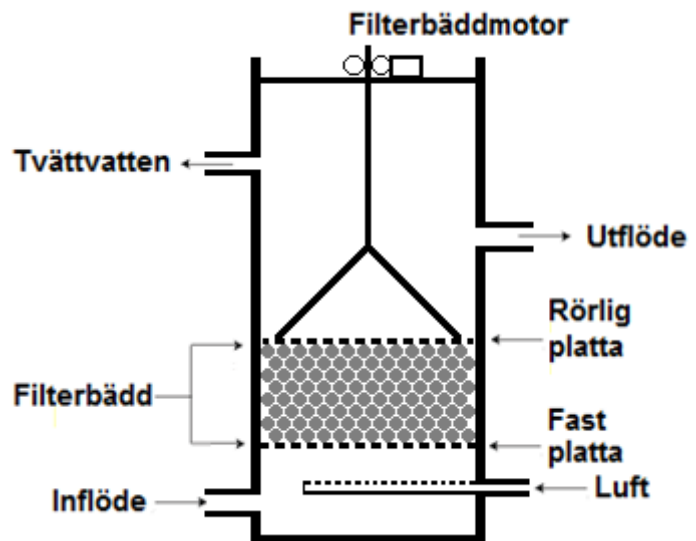 Filterbäddmotor
Tvättvatten
Utflöde
Rörlig
platta
Filterbädd
Fast
platta
Inflöde
Luft